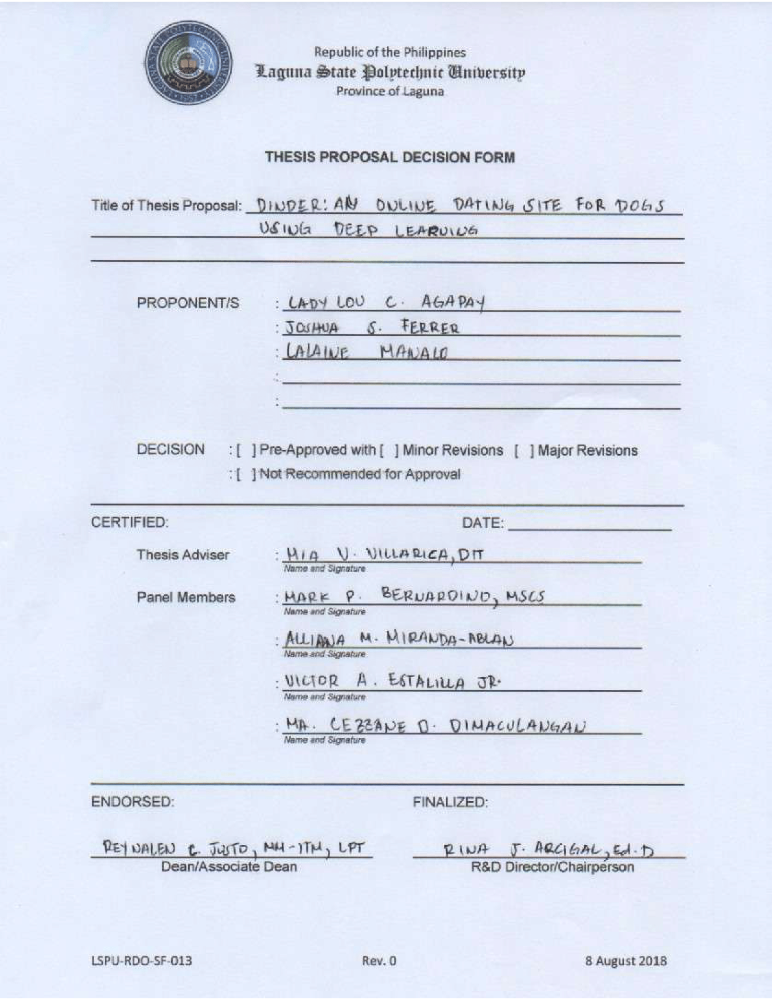 LAGUNA STATE POLYTECHNIC UNIVERSITY
1952
Republic of the Philippines
Laguna State Polytechnic University
Province of Laguna
THESIS PROPOSAL DECISION FORM
Title of Thesis Proposal: DINDER: AN ONLINE DATING SITE FOR DOGS
USING DEEP LEARNING
PROPONENT/S : LADY LOU C. AGAPAY
: JOSHUA S. FERRER
: LALAINE MANALO
:
:
DECISION : [ ] Pre-Approved with [ ] Minor Revisions [ ] Major Revisions
: [ ] Not Recommended for Approval
CERTIFIED: DATE:
Thesis Adviser : MIA V. VILLARICA, DIT
Name and Signature
Panel Members : MARK P. BERNARDINO, MSCS
Name and Signature
: ALLIANA M. MIRANDA-ABLAN
Name and Signature
: VICTOR A. ESTALILLA JR.
Name and Signature
: MA. CEZZANE D. DIMACULANGAN
Name and Signature
ENDORSED: FINALIZED:
REYNALEN C. JUSTO, MM-ITM, LPT RINA J. ARCIGAL, Ed.D
Dean/Associate Dean R&D Director/Chairperson
LSPU-RDO-SF-013 Rev. 0 8 August 2018